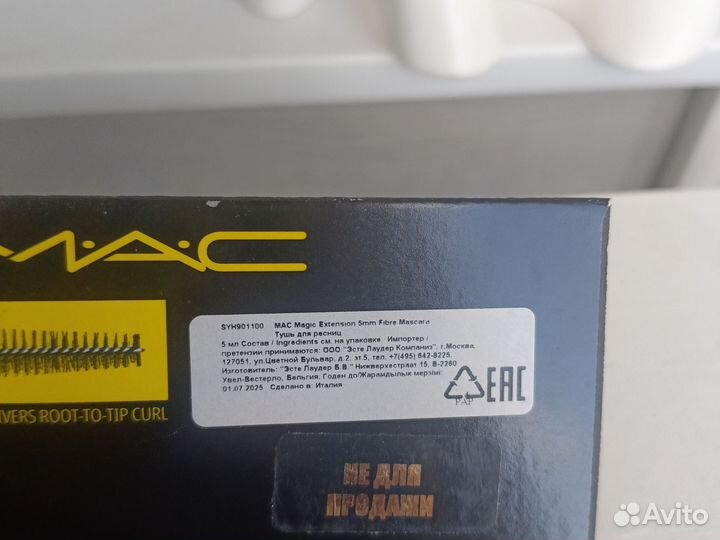 MAC
SYH901100 MAC Magic Extension 5mm Fibre Mascara
Тушь для ресниц
5 мл Состав / Ingredients см. на упаковке Импортер /
претензии принимаются: ООО "Эсте Лаудер Компаниз", г.Москва,
127051, ул.Цветной Бульвар, д.2, эт.5, тел. +7(495) 642-8225.
Изготовитель: "Эсте Лаудер Б.В." Нижверхестраат 15, B-2260
Увел-Вестерло, Бельгия. Годен до/Жарамдылык мерзімі:
01.07.2025 Сделано в: Италия
PAP
EAC
IVERS ROOT-TO-TIP CURL
НЕ ДЛЯ
ПРОДАЖИ
Avito